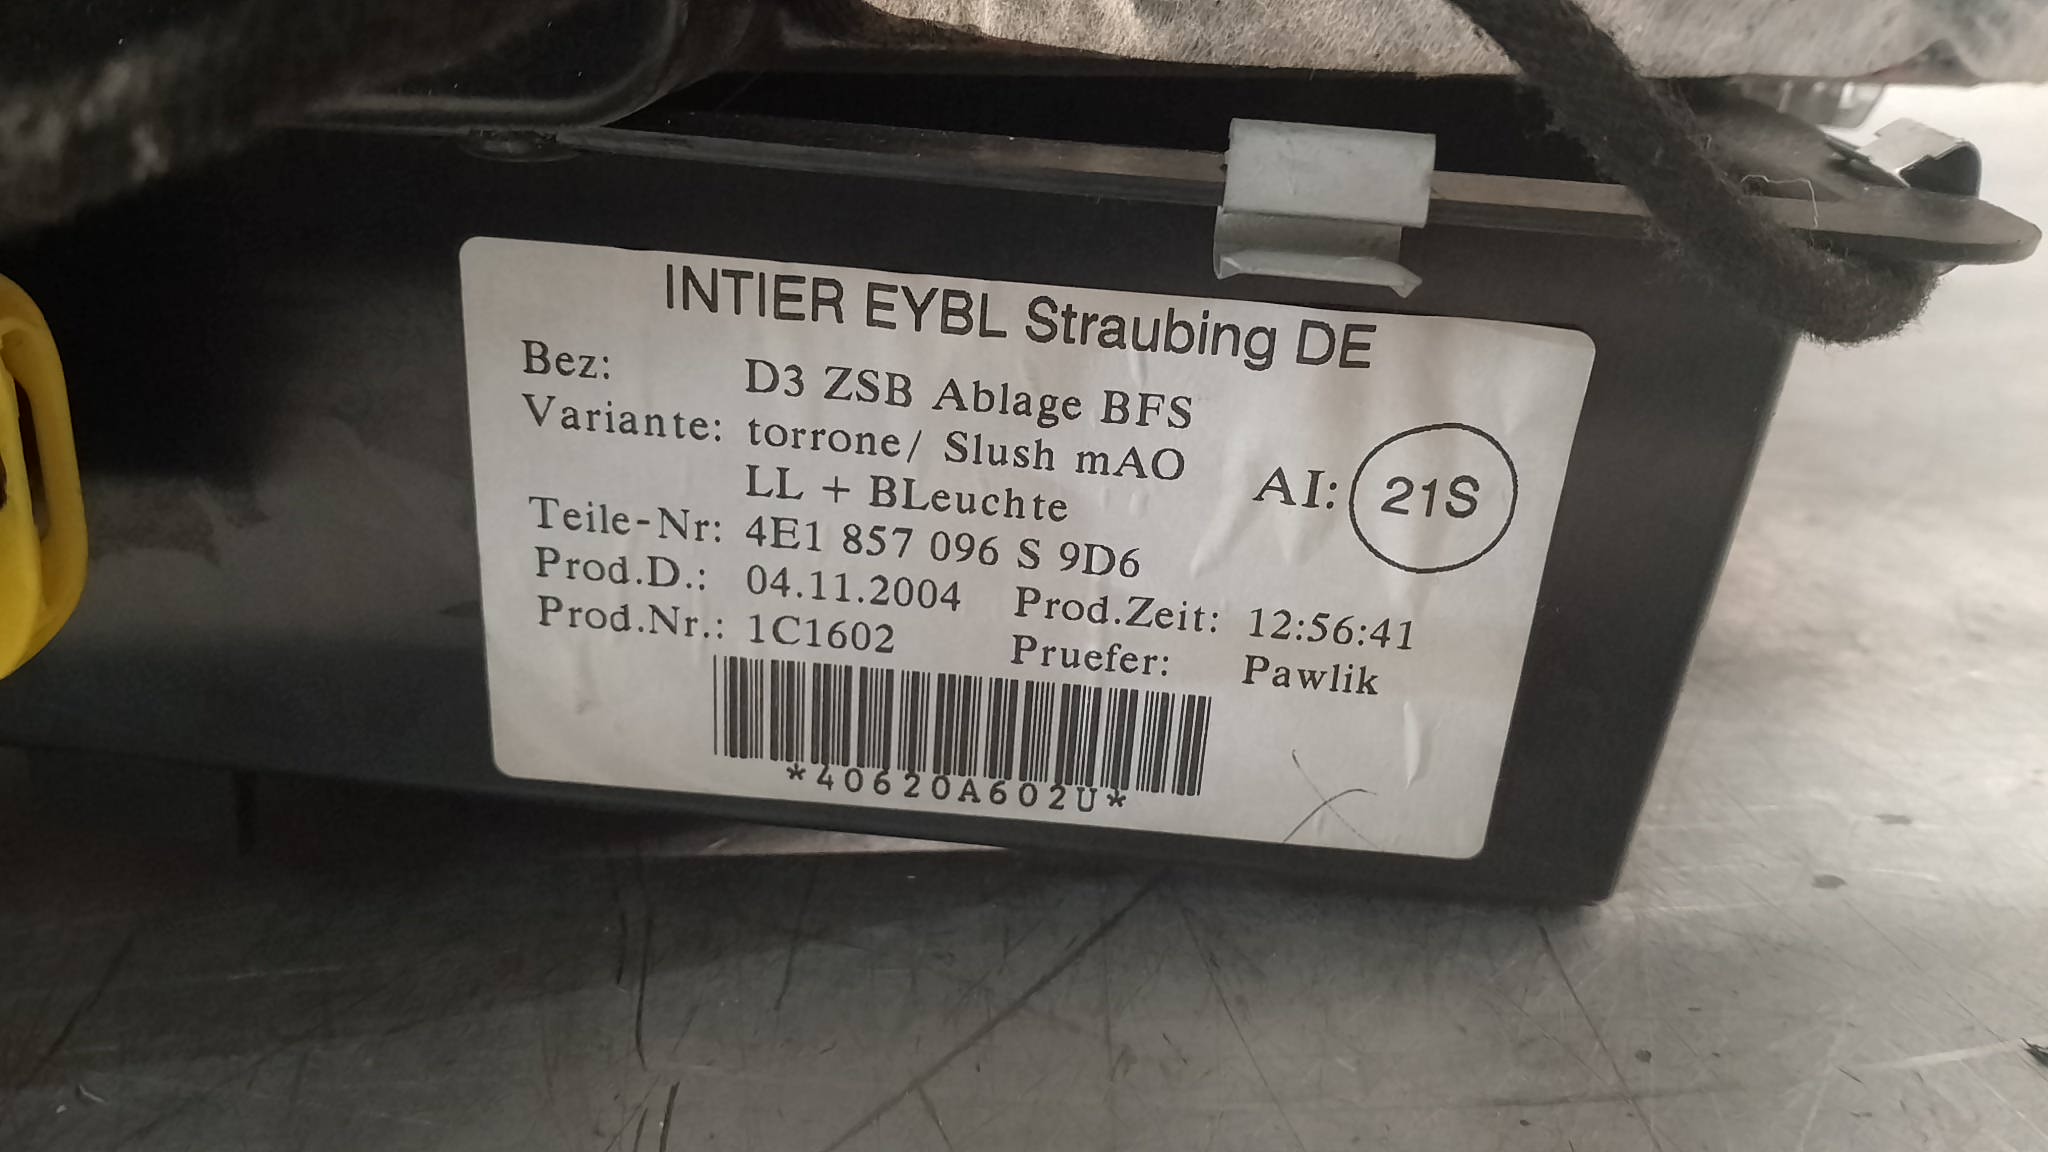 INTIER EYBL Straubing DE
Bez: D3 ZSB Ablage BFS
Variante: torrone/ Slush mAO
LL + BLeuchte AI: 21S
Teile-Nr: 4E1 857 096 S 9D6
Prod.D.: 04.11.2004 Prod.Zeit: 12:56:41
Prod.Nr.: 1C1602 Pruefer: Pawlik
*40620A602U*